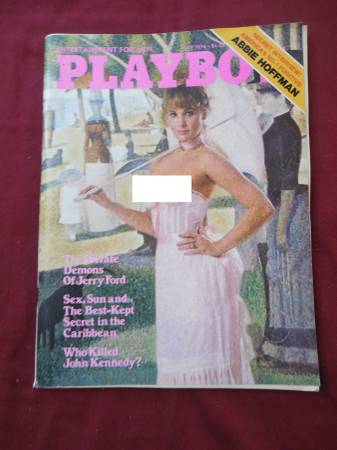 ENTERTAINMENT FOR MEN
PLAYBOY
ABBIE HOFFMAN
The Private
Demons
Of Jerry Ford
Sex, Sun and
The Best-Kept
Secret in the
Caribbean
Who Killed
John Kennedy?